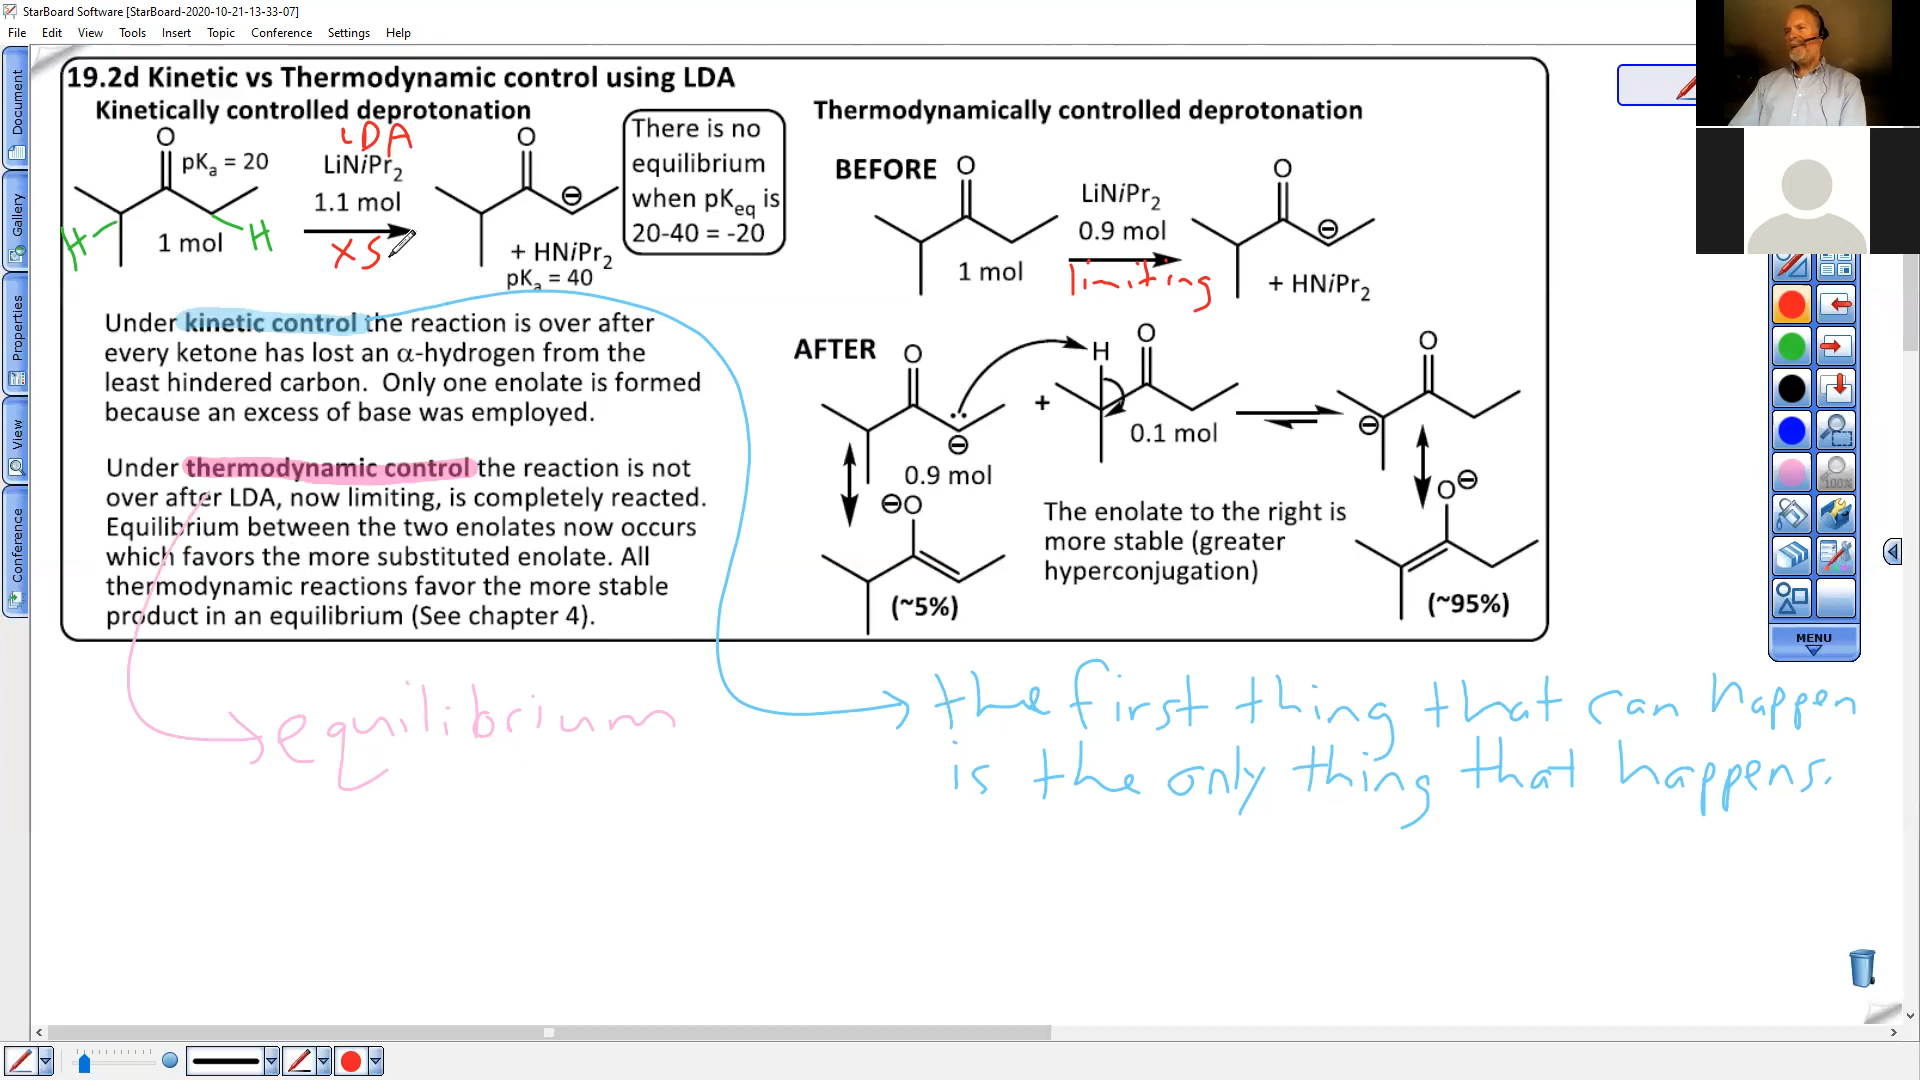 StarBoard Software [StarBoard-2020-10-21-13-33-07]
File Edit View Tools Insert Topic Conference Settings Help
Document
Gallery
Properties
View
Conference
19.2d Kinetic vs Thermodynamic control using LDA
Kinetically controlled deprotonation
O
pKa = 20
LDA
LiNiPr2
1.1 mol
XS
H
H
1 mol
O
⊖
+ HNiPr2
pKa = 40
There is no
equilibrium
when pKeq is
20-40 = -20
Under kinetic control the reaction is over after
every ketone has lost an α-hydrogen from the
least hindered carbon. Only one enolate is formed
because an excess of base was employed.
Under thermodynamic control the reaction is not
over after LDA, now limiting, is completely reacted.
Equilibrium between the two enolates now occurs
which favors the more substituted enolate. All
thermodynamic reactions favor the more stable
product in an equilibrium (See chapter 4).
Thermodynamically controlled deprotonation
BEFORE
O
1 mol
LiNiPr2
0.9 mol
limiting
O
⊖
+ HNiPr2
AFTER
O
⊖
0.9 mol
⊖O
(~5%)
+
H
O
0.1 mol
The enolate to the right is
more stable (greater
hyperconjugation)
O
⊖
O⊖
(~95%)
equilibrium
the first thing that can happen
is the only thing that happens.
100%
MENU